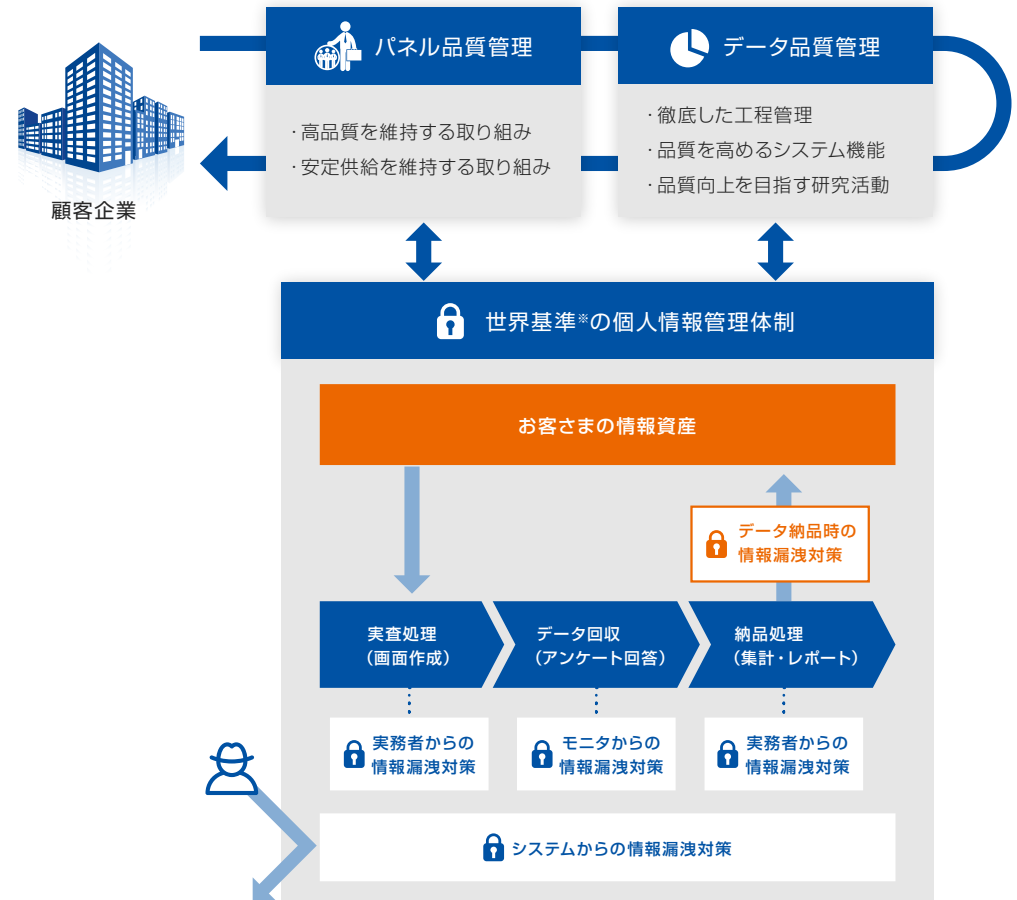 パネル品質管理
データ品質管理
・高品質を維持する取り組み
・安定供給を維持する取り組み
・徹底した工程管理
・品質を高めるシステム機能
・品質向上を目指す研究活動
顧客企業
世界基準※の個人情報管理体制
お客さまの情報資産
データ納品時の
情報漏洩対策
実査処理
（画面作成）
データ回収
（アンケート回答）
納品処理
（集計・レポート）
実務者からの
情報漏洩対策
モニタからの
情報漏洩対策
実務者からの
情報漏洩対策
システムからの情報漏洩対策